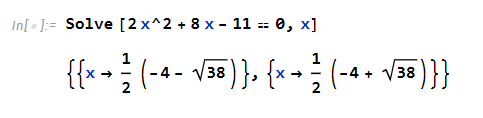 In[•]:= Solve [2 x^2 + 8 x - 11 == 0, x]
{{x → 1/2 (-4 - √38)}, {x → 1/2 (-4 + √38)}}